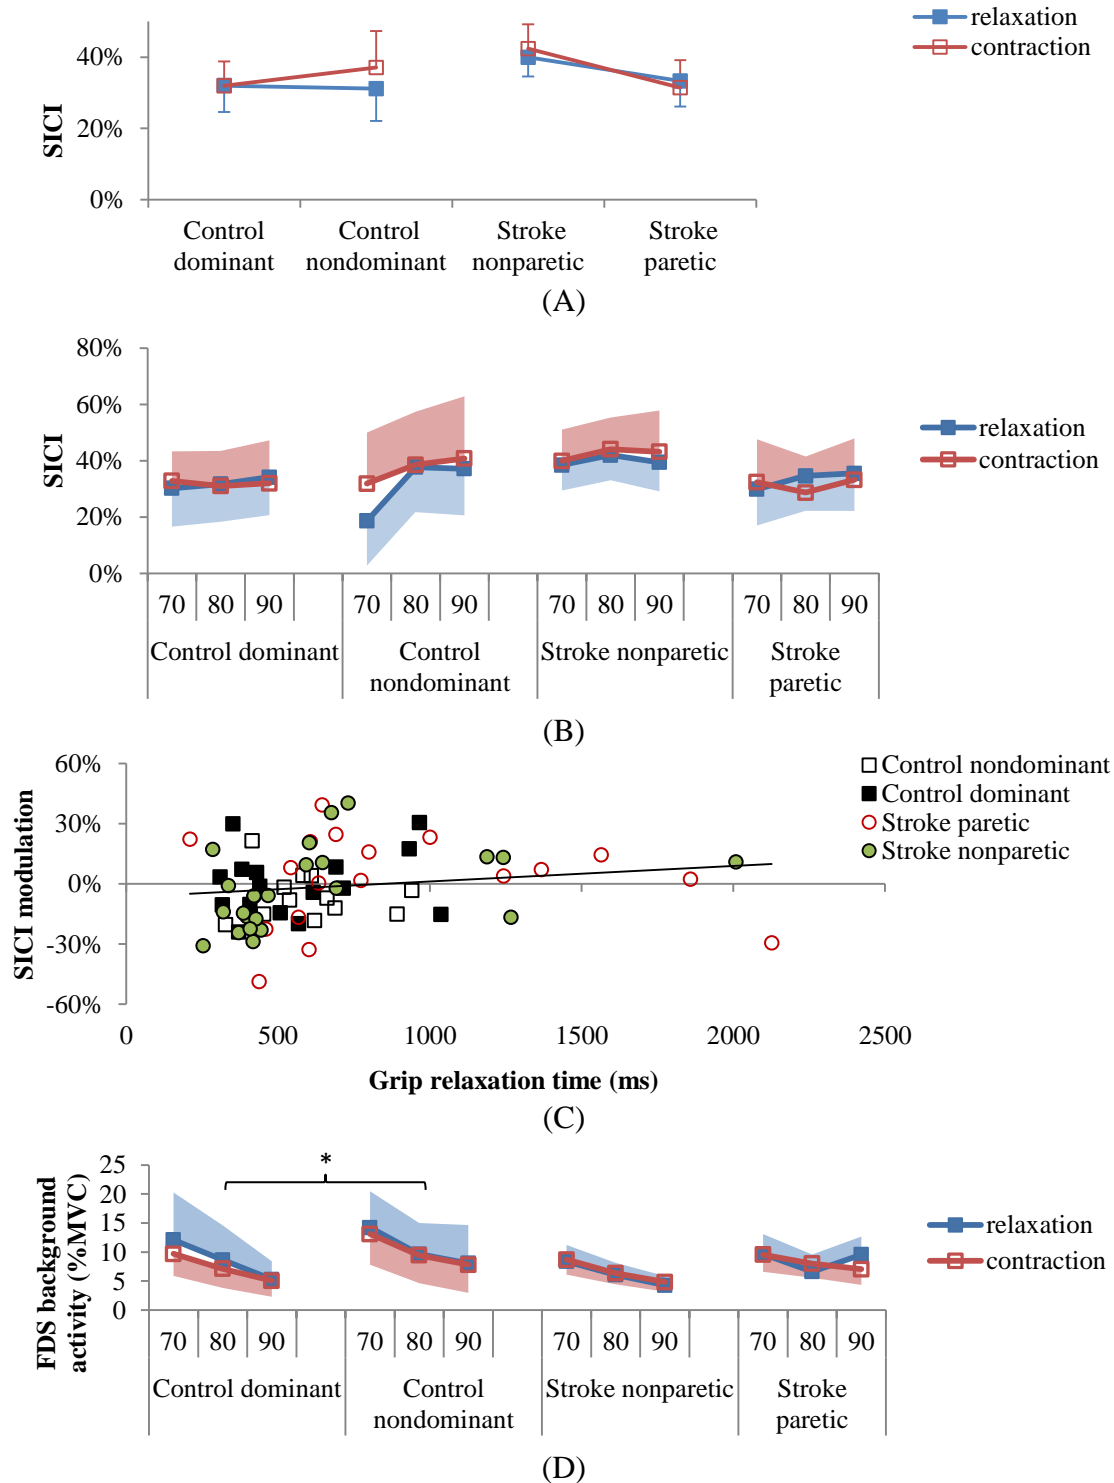 relaxation
contraction
40%
20%
0%
SICI
Control dominant
Control nondominant
Stroke nonparetic
Stroke paretic
(A)
80%
60%
40%
20%
0%
SICI
relaxation
contraction
70 80 90 70 80 90 70 80 90 70 80 90
Control dominant
Control nondominant
Stroke nonparetic
Stroke paretic
(B)
60%
30%
0%
-30%
-60%
SICI modulation
Control nondominant
Control dominant
Stroke paretic
Stroke nonparetic
0 500 1000 1500 2000 2500
Grip relaxation time (ms)
(C)
25
20
15
10
5
0
FDS background
activity (%MVC)
*
relaxation
contraction
70 80 90 70 80 90 70 80 90 70 80 90
Control dominant
Control nondominant
Stroke nonparetic
Stroke paretic
(D)